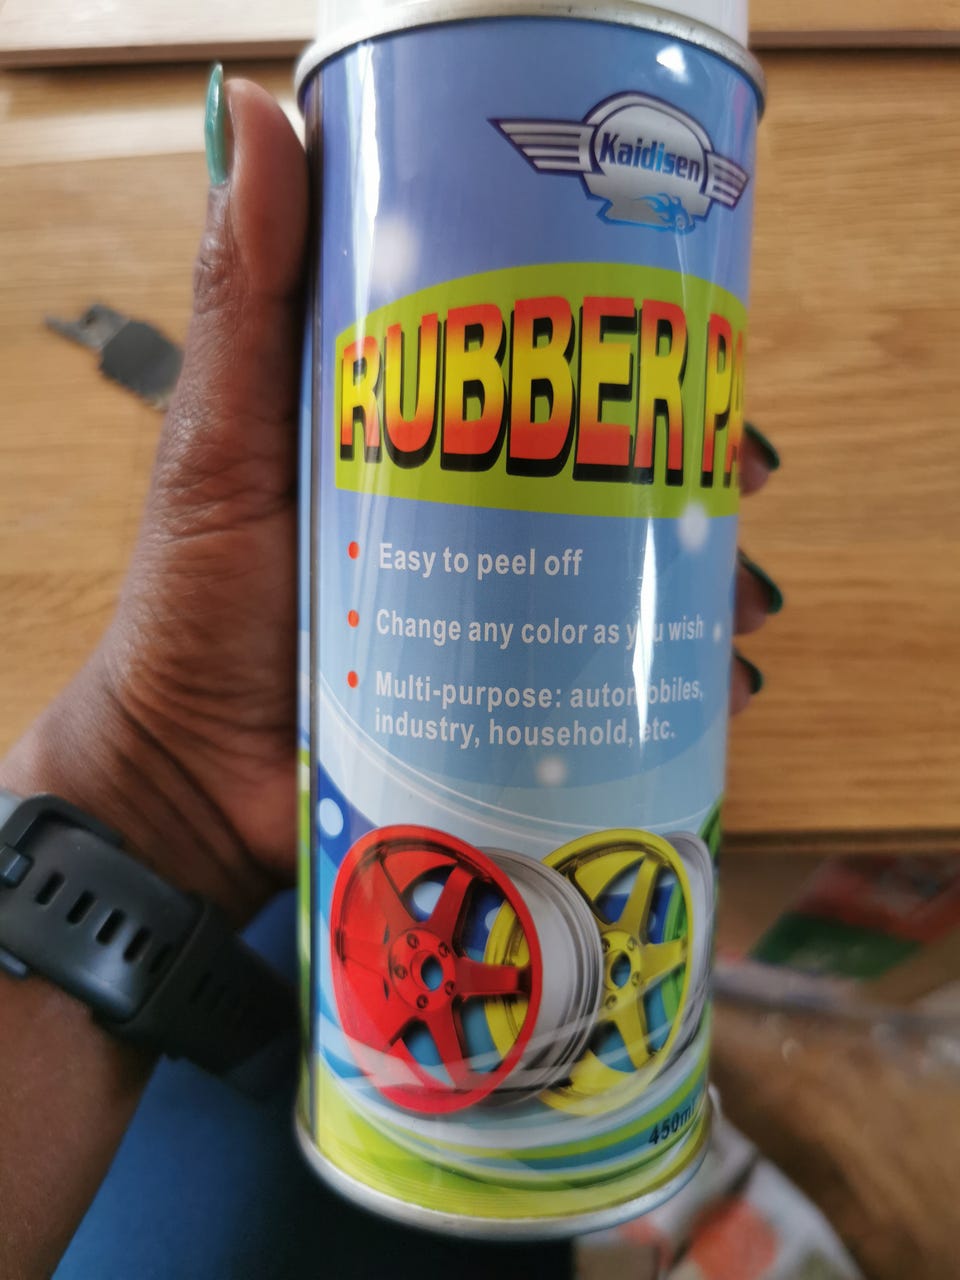 Kaidisen
RUBBER PA
Easy to peel off
Change any color as you wish
Multi-purpose: automobiles,
industry, household, etc.
450ml